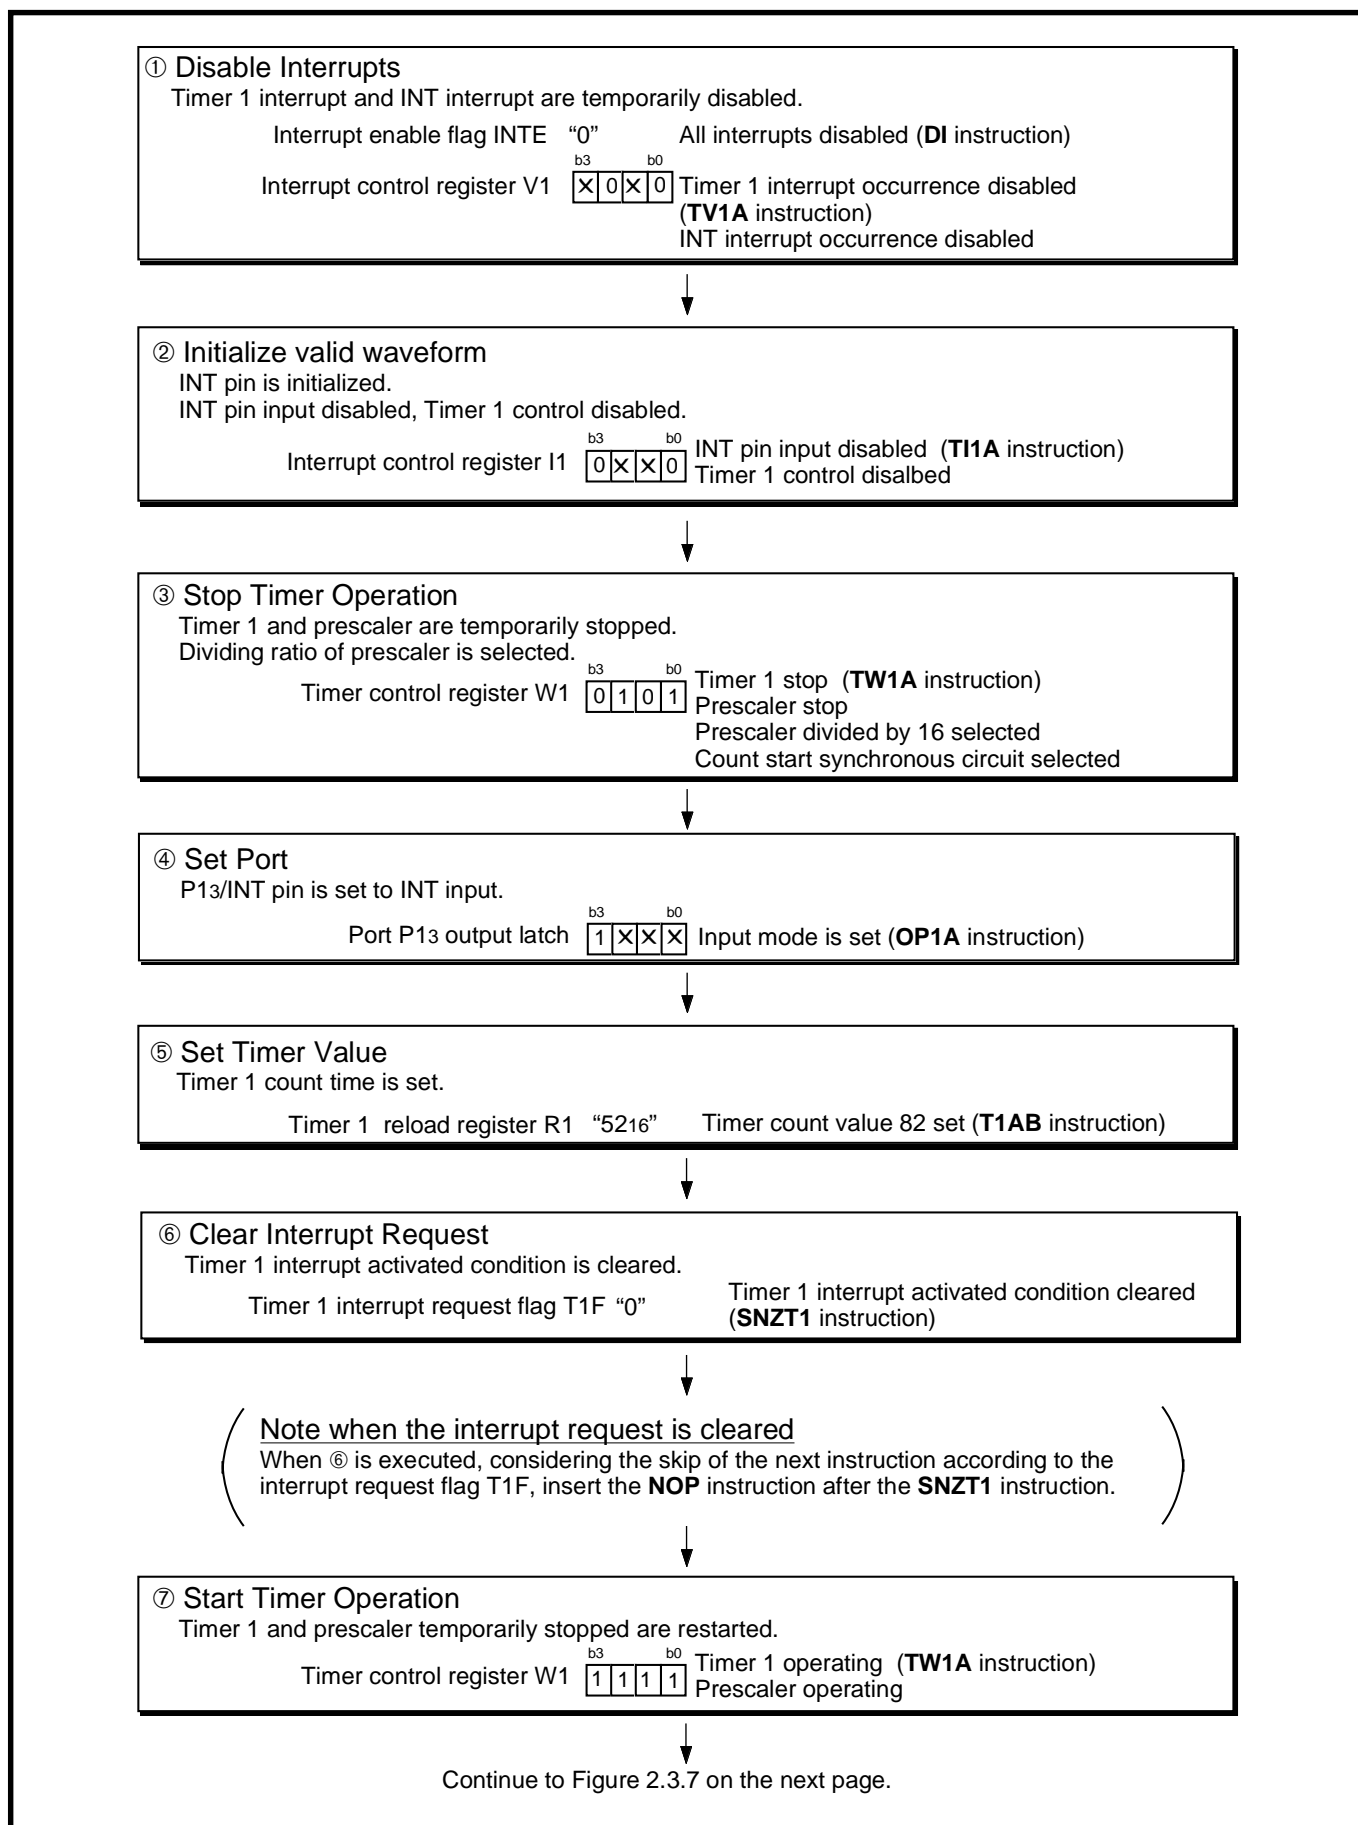 ① Disable Interrupts
Timer 1 interrupt and INT interrupt are temporarily disabled.
Interrupt enable flag INTE “0” All interrupts disabled (DI instruction)
b3 b0
Interrupt control register V1 ✕ 0 ✕ 0 Timer 1 interrupt occurrence disabled
(TV1A instruction)
INT interrupt occurrence disabled
② Initialize valid waveform
INT pin is initialized.
INT pin input disabled, Timer 1 control disabled.
b3 b0
Interrupt control register I1 0 ✕ ✕ 0 INT pin input disabled (TI1A instruction)
Timer 1 control disalbed
③ Stop Timer Operation
Timer 1 and prescaler are temporarily stopped.
Dividing ratio of prescaler is selected.
b3 b0
Timer control register W1 0 1 0 1 Timer 1 stop (TW1A instruction)
Prescaler stop
Prescaler divided by 16 selected
Count start synchronous circuit selected
④ Set Port
P13/INT pin is set to INT input.
b3 b0
Port P13 output latch 1 ✕ ✕ ✕ Input mode is set (OP1A instruction)
⑤ Set Timer Value
Timer 1 count time is set.
Timer 1 reload register R1 “5216” Timer count value 82 set (T1AB instruction)
⑥ Clear Interrupt Request
Timer 1 interrupt activated condition is cleared.
Timer 1 interrupt request flag T1F “0” Timer 1 interrupt activated condition cleared
(SNZT1 instruction)
Note when the interrupt request is cleared
When ⑥ is executed, considering the skip of the next instruction according to the
interrupt request flag T1F, insert the NOP instruction after the SNZT1 instruction.
⑦ Start Timer Operation
Timer 1 and prescaler temporarily stopped are restarted.
b3 b0
Timer control register W1 1 1 1 1 Timer 1 operating (TW1A instruction)
Prescaler operating
Continue to Figure 2.3.7 on the next page.